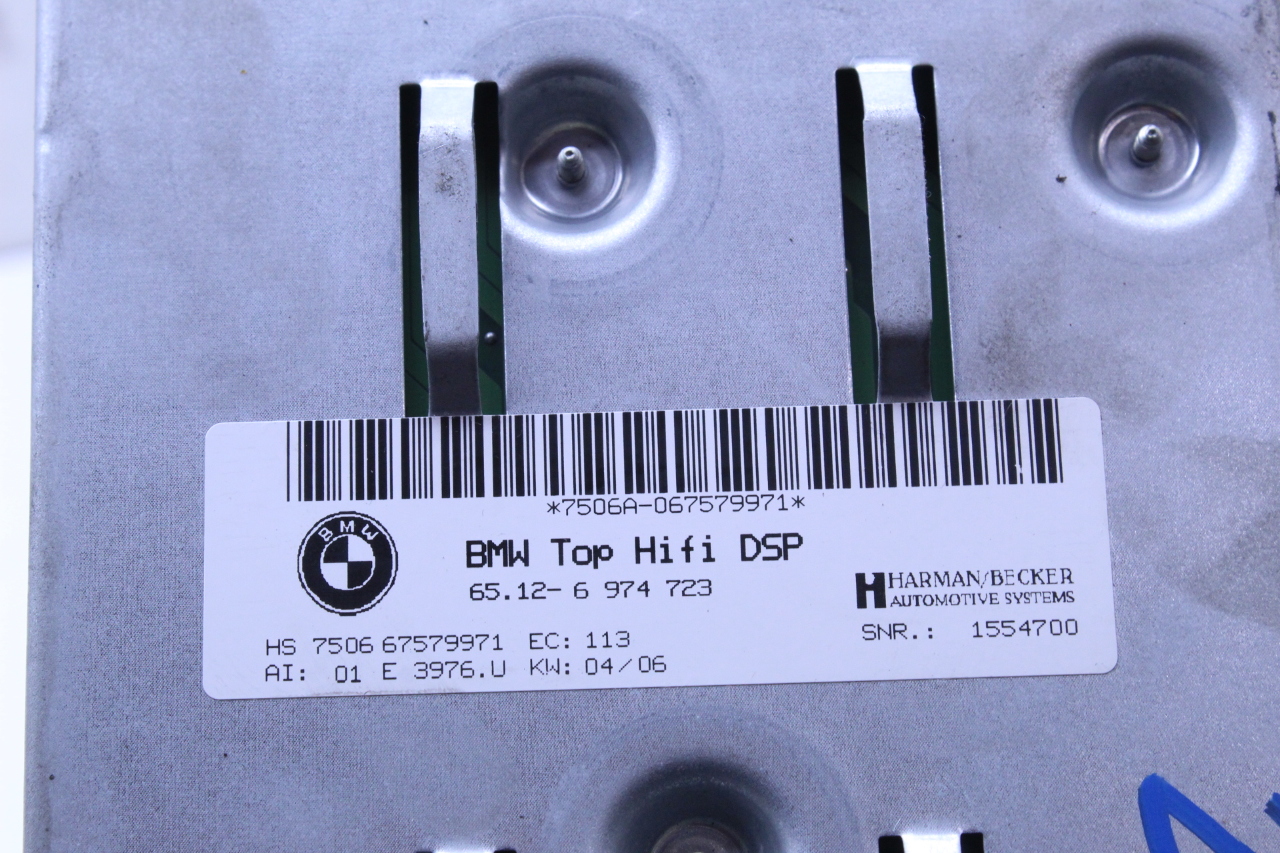 *7506A-067579971*
BMW
BMW Top Hifi DSP
65.12- 6 974 723
HARMAN/BECKER
AUTOMOTIVE SYSTEMS
SNR.: 1554700
HS 7506 67579971 EC: 113
AI: 01 E 3976.U KW: 04/06